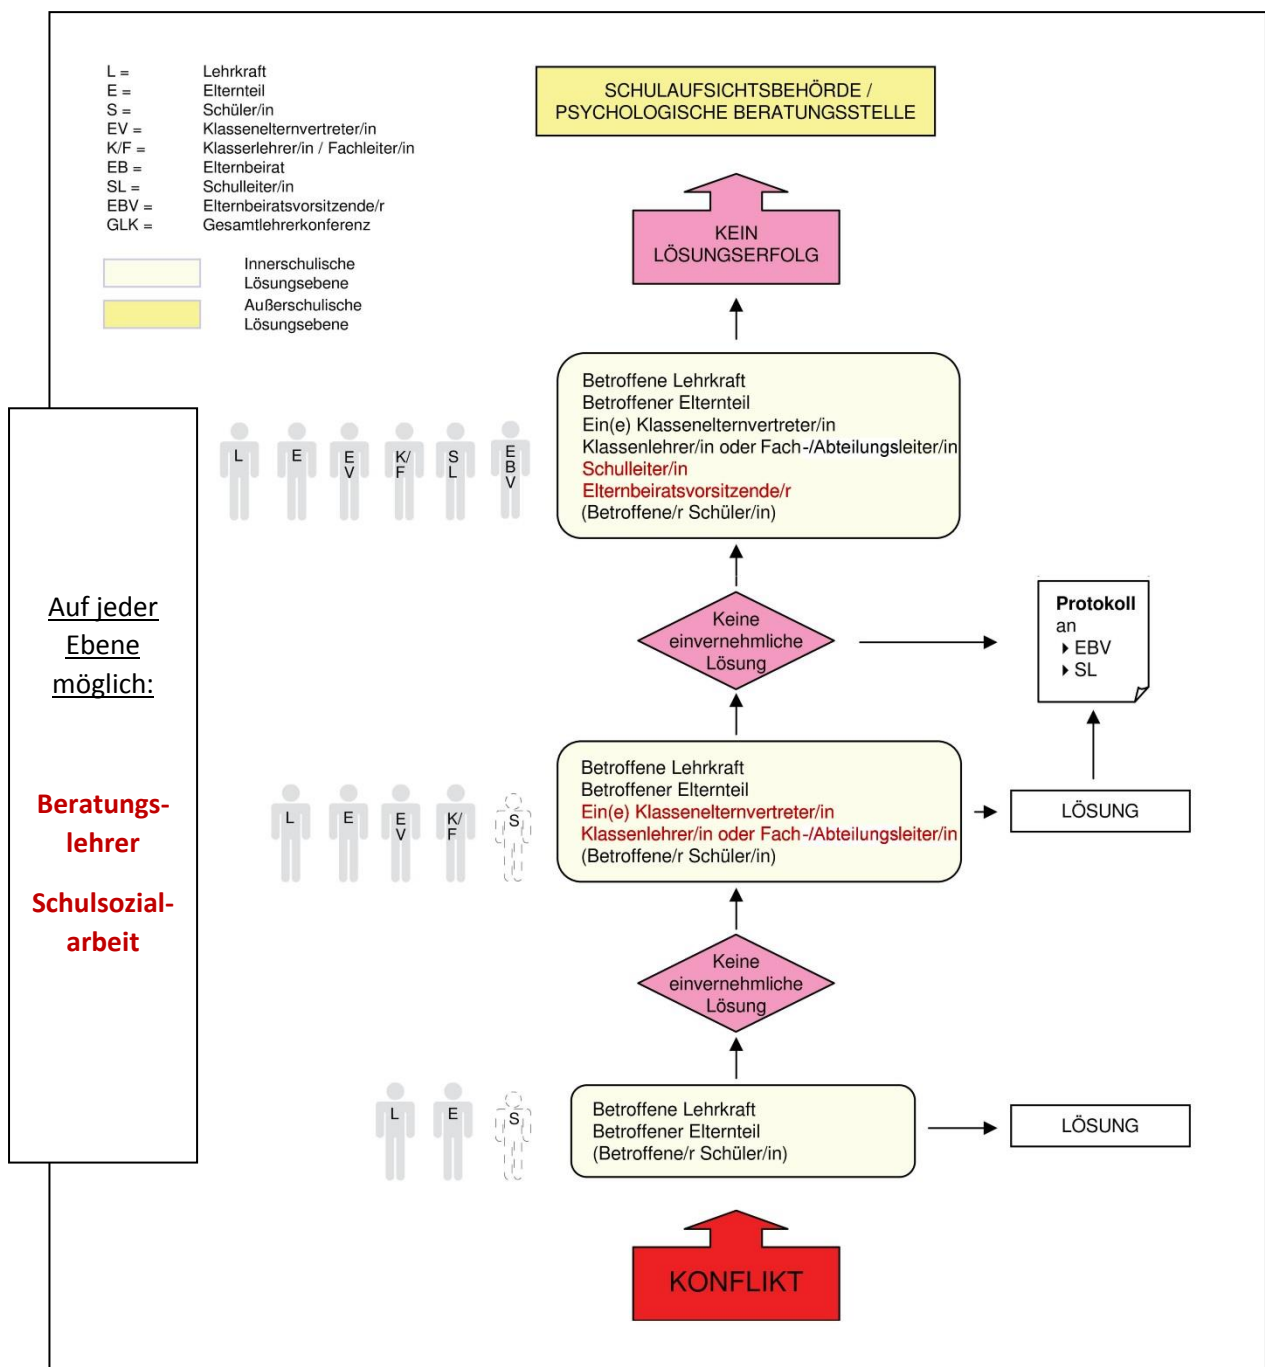 L = Lehrkraft
E = Elternteil
S = Schüler/in
EV = Klassenelternvertreter/in
K/F = Klasserlehrer/in / Fachleiter/in
EB = Elternbeirat
SL = Schulleiter/in
EBV = Elternbeiratsvorsitzende/r
GLK = Gesamtlehrerkonferenz
Innerschulische
Lösungsebene
Außerschulische
Lösungsebene
SCHULAUFSICHTSBEHÖRDE /
PSYCHOLOGISCHE BERATUNGSSTELLE
KEIN
LÖSUNGSERFOLG
L E E
V K/
F S
L E
B
V
Betroffene Lehrkraft
Betroffener Elternteil
Ein(e) Klassenelternvertreter/in
Klassenlehrer/in oder Fach-/Abteilungsleiter/in
Schulleiter/in
Elternbeiratsvorsitzende/r
(Betroffene/r Schüler/in)
Auf jeder
Ebene
möglich:
Beratungs-
lehrer
Schulsozial-
arbeit
Keine
einvernehmliche
Lösung
Protokoll
an
EBV
SL
L E E
V K/
F S
Betroffene Lehrkraft
Betroffener Elternteil
Ein(e) Klassenelternvertreter/in
Klassenlehrer/in oder Fach-/Abteilungsleiter/in
(Betroffene/r Schüler/in)
LÖSUNG
Keine
einvernehmliche
Lösung
L E S
Betroffene Lehrkraft
Betroffener Elternteil
(Betroffene/r Schüler/in)
LÖSUNG
KONFLIKT